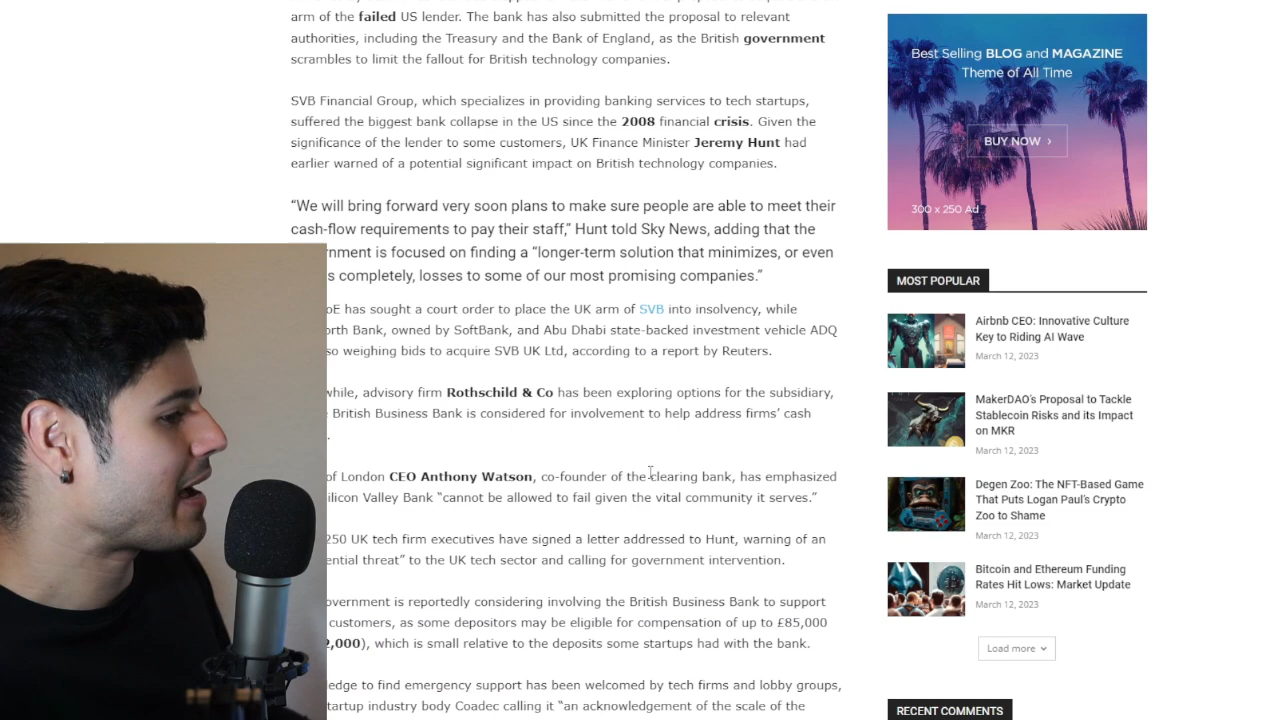 arm of the failed US lender. The bank has also submitted the proposal to relevant
authorities, including the Treasury and the Bank of England, as the British government
scrambles to limit the fallout for British technology companies.
SVB Financial Group, which specializes in providing banking services to tech startups,
suffered the biggest bank collapse in the US since the 2008 financial crisis. Given the
significance of the lender to some customers, UK Finance Minister Jeremy Hunt had
earlier warned of a potential significant impact on British technology companies.
“We will bring forward very soon plans to make sure people are able to meet their
cash-flow requirements to pay their staff,” Hunt told Sky News, adding that the
rnment is focused on finding a “longer-term solution that minimizes, or even
s completely, losses to some of our most promising companies.”
oE has sought a court order to place the UK arm of SVB into insolvency, while
orth Bank, owned by SoftBank, and Abu Dhabi state-backed investment vehicle ADQ
so weighing bids to acquire SVB UK Ltd, according to a report by Reuters.
while, advisory firm Rothschild & Co has been exploring options for the subsidiary,
British Business Bank is considered for involvement to help address firms’ cash
.
of London CEO Anthony Watson, co-founder of the clearing bank, has emphasized
ilicon Valley Bank “cannot be allowed to fail given the vital community it serves.”
250 UK tech firm executives have signed a letter addressed to Hunt, warning of an
ential threat” to the UK tech sector and calling for government intervention.
overnment is reportedly considering involving the British Business Bank to support
customers, as some depositors may be eligible for compensation of up to £85,000
2,000), which is small relative to the deposits some startups had with the bank.
ledge to find emergency support has been welcomed by tech firms and lobby groups,
tartup industry body Coadec calling it “an acknowledgement of the scale of the
Best Selling BLOG and MAGAZINE
Theme of All Time
BUY NOW >
300 x 250 Ad
MOST POPULAR
Airbnb CEO: Innovative Culture
Key to Riding AI Wave
March 12, 2023
MakerDAO’s Proposal to Tackle
Stablecoin Risks and its Impact
on MKR
March 12, 2023
Degen Zoo: The NFT-Based Game
That Puts Logan Paul’s Crypto
Zoo to Shame
March 12, 2023
Bitcoin and Ethereum Funding
Rates Hit Lows: Market Update
March 12, 2023
Load more
RECENT COMMENTS